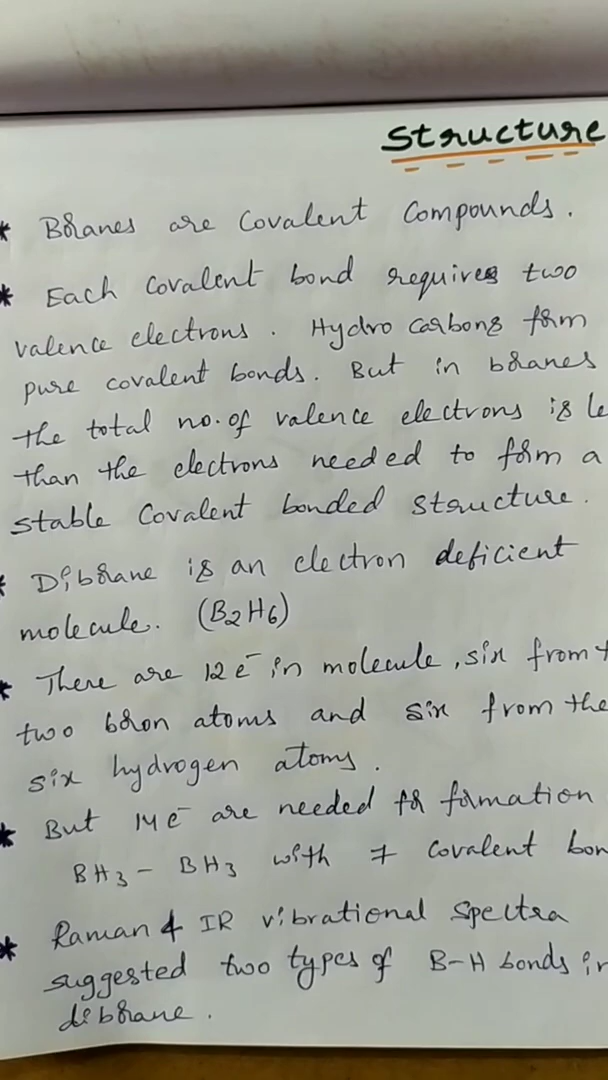 Structure
* Boranes are Covalent Compounds.
* Each Covalent bond requires two
valence electrons. Hydro carbons form
pure covalent bonds. But in boranes
the total no. of valence electrons is le
than the electrons needed to form a
stable Covalent bonded structure.
* Diborane is an electron deficient
molecule. (B2H6)
* There are 12 e⁻ in molecule, six from t
two boron atoms and six from the
six hydrogen atoms.
* But 14 e⁻ are needed for formation
BH3 - BH3 with 7 covalent bon
* Raman & IR vibrational Spectra
suggested two types of B-H bonds in
diborane.